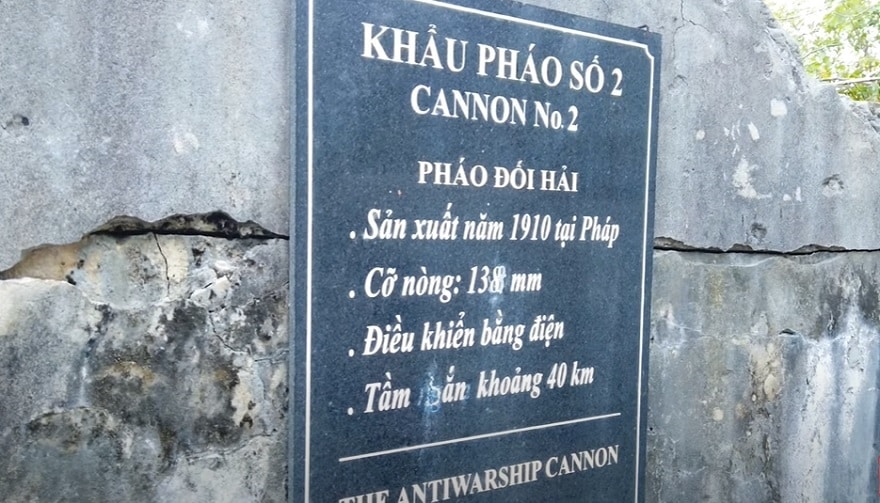 KHẨU PHÁO SỐ 2
CANNON No.2
PHÁO ĐỐI HẢI
. Sản xuất năm 1910 tại Pháp
. Cỡ nòng: 138 mm
. Điều khiển bằng điện
. Tầm bắn khoảng 40 km
THE ANTIWARSHIP CANNON